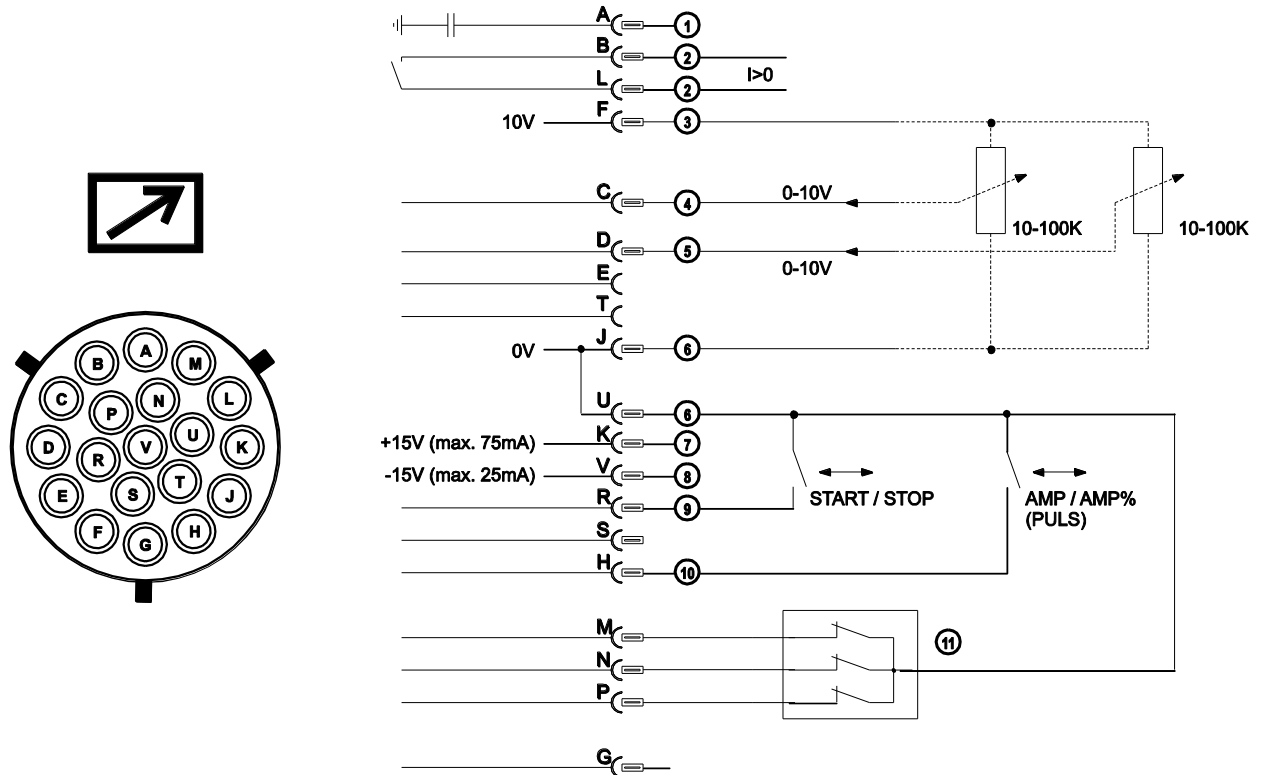 A 1
B 2
I>0
L 2
10V F 3
C 4 0-10V
10-100K 10-100K
D 5
0-10V
E
T
0V J 6
U 6
+15V (max. 75mA) K 7
-15V (max. 25mA) V 8
R 9 START / STOP AMP / AMP%
(PULS)
S
H 10
M 11
N
P
G
A
B M
C P N L
D R V U K
E S T J
F G H